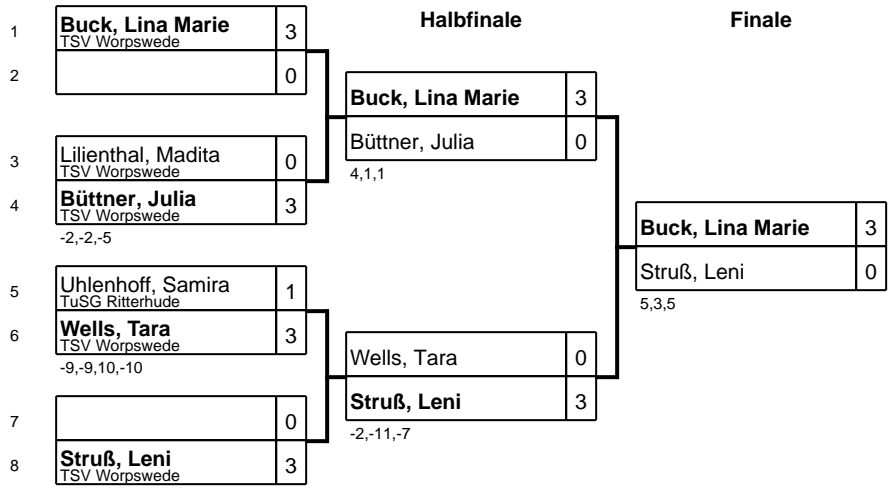 Halbfinale
Finale
1 Buck, Lina Marie 3
TSV Worpswede
2 0
Buck, Lina Marie 3
Büttner, Julia 0
4,1,1
3 Lilienthal, Madita 0
TSV Worpswede
4 Büttner, Julia 3
TSV Worpswede
-2,-2,-5
Buck, Lina Marie 3
Struß, Leni 0
5,3,5
5 Uhlenhoff, Samira 1
TuSG Ritterhude
6 Wells, Tara 3
TSV Worpswede
-9,-9,10,-10
Wells, Tara 0
Struß, Leni 3
-2,-11,-7
7 0
8 Struß, Leni 3
TSV Worpswede